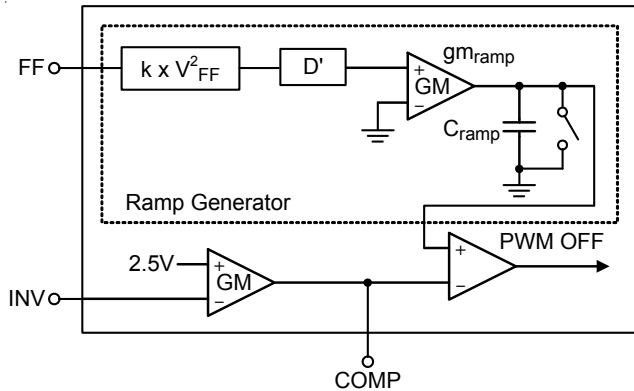 FF
k x V²FF
D'
gmramp
+
GM
−
Cramp
Ramp Generator
2.5V
+
GM
−
INV
+
−
PWM OFF
COMP